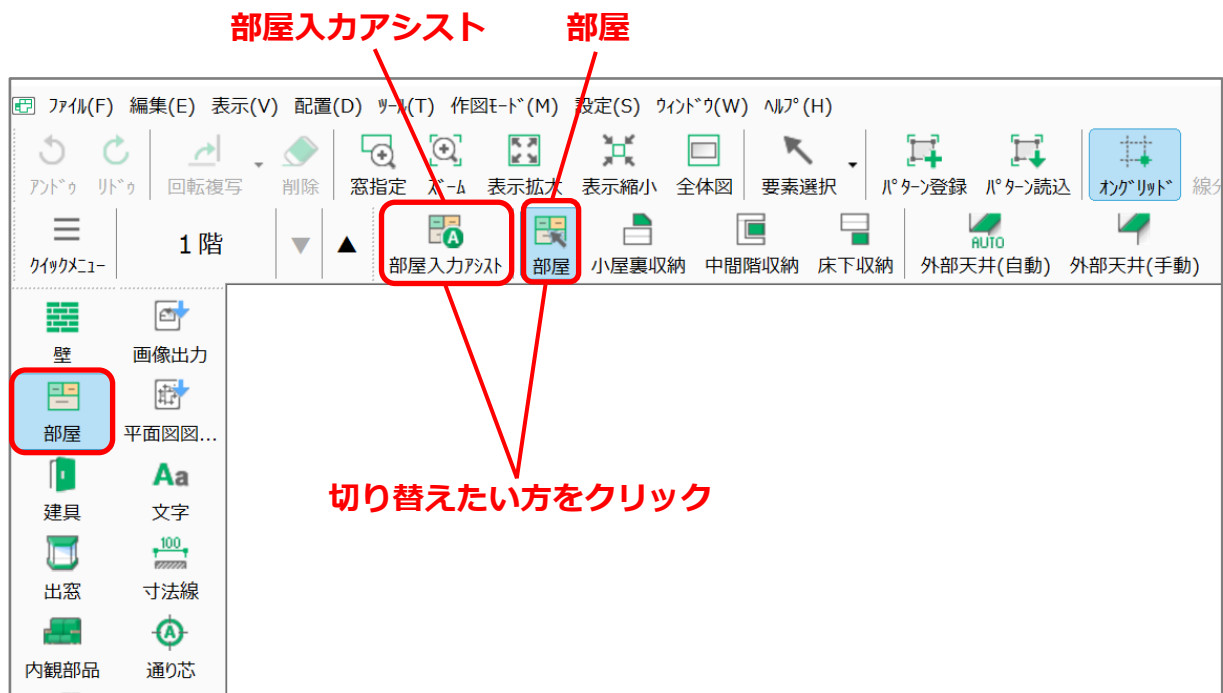 部屋入力アシスト 部屋
ﾌｧｲﾙ(F) 編集(E) 表示(V) 配置(D) ﾂｰﾙ(T) 作図ﾓｰﾄﾞ(M) 設定(S) ｳｨﾝﾄﾞｳ(W) ﾍﾙﾌﾟ(H)
ｱﾝﾄﾞｩ ﾘﾄﾞｩ 回転複写 削除 窓指定 ｽﾞｰﾑ 表示拡大 表示縮小 全体図 要素選択 ﾊﾟﾀｰﾝ登録 ﾊﾟﾀｰﾝ読込 ｵﾝｸﾞﾘｯﾄﾞ
1 階 ▼ ▲
AUTO
ｸｲｯｸﾒﾆｭｰ 部屋入力ｱｼｽﾄ 部屋 小屋裏収納 中間階収納 床下収納 外部天井(自動) 外部天井(手動)
壁 画像出力
部屋 平面図図...
Aa
建具 文字
100
出窓 寸法線
A
内観部品 通り芯
切り替えたい方をクリック